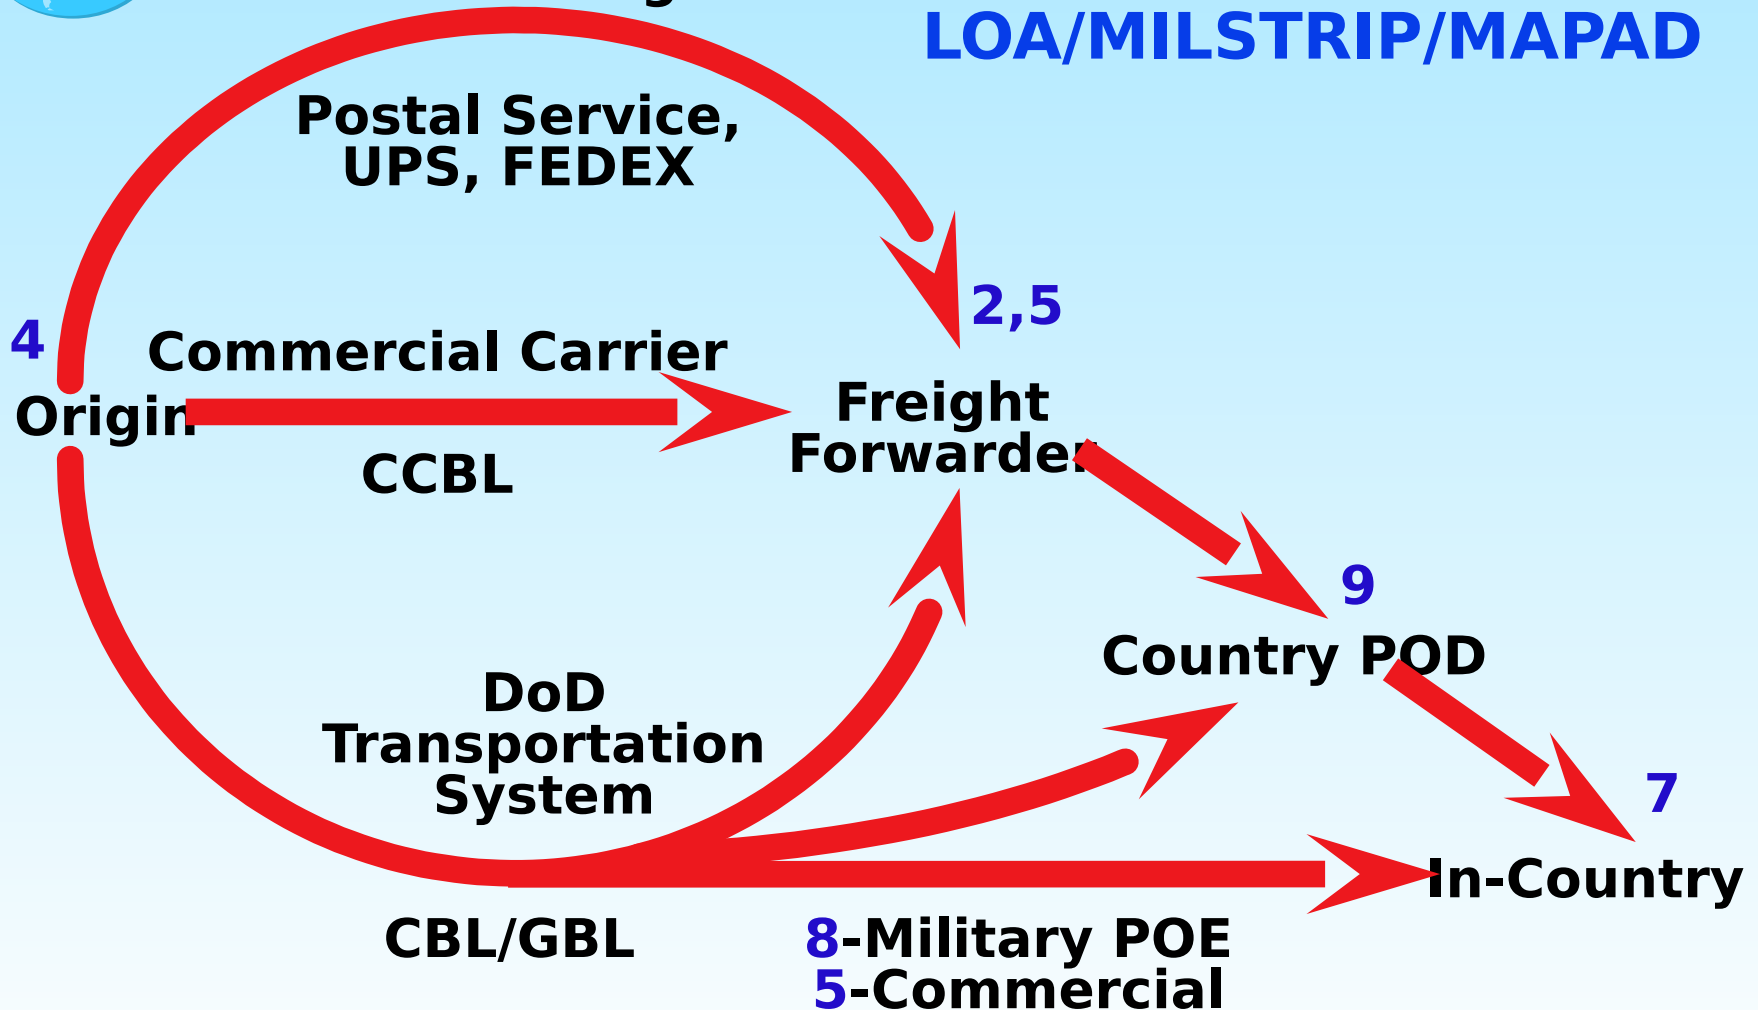 LOA/MILSTRIP/MAPAD
Postal Service,
UPS, FEDEX
2,5
4
Commercial Carrier
Origin
Freight
Forwarder
CCBL
9
Country POD
DoD
Transportation
System
7
In-Country
CBL/GBL
8-Military POE
5-Commercial